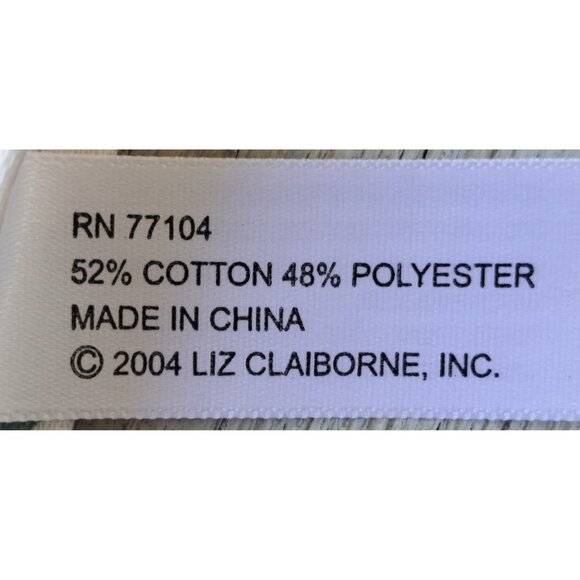 RN 77104
52% COTTON 48% POLYESTER
MADE IN CHINA
© 2004 LIZ CLAIBORNE, INC.